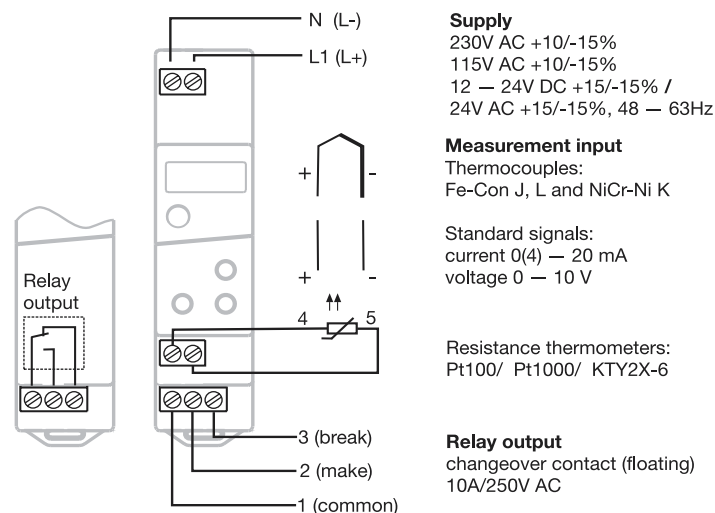 N (L-)
L1 (L+)
Supply
230V AC +10/-15%
115V AC +10/-15%
12 — 24V DC +15/-15% /
24V AC +15/-15%, 48 — 63Hz
Measurement input
Thermocouples:
Fe-Con J, L and NiCr-Ni K
+ -
Standard signals:
current 0(4) — 20 mA
voltage 0 — 10 V
+ -
Relay
output
4 5
Resistance thermometers:
Pt100/ Pt1000/ KTY2X-6
3 (break)
2 (make)
1 (common)
Relay output
changeover contact (floating)
10A/250V AC